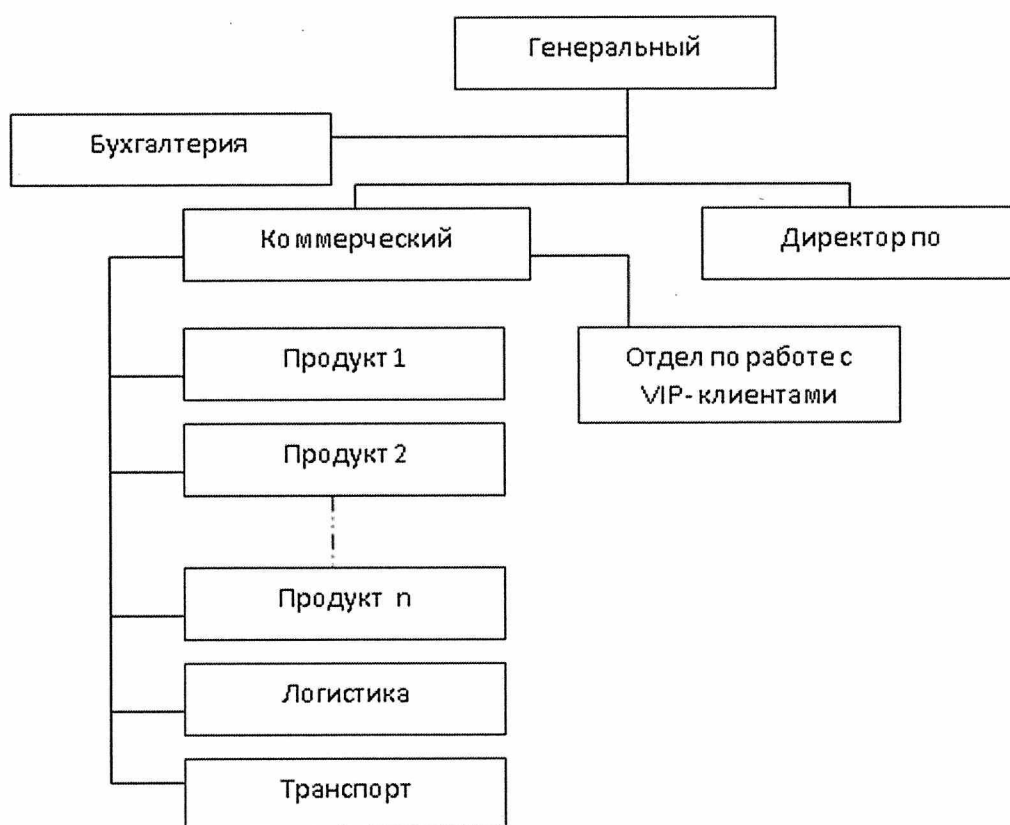 Генеральный
Бухгалтерия
Коммерческий
Директор по
Продукт 1
Отдел по работе с
VIP-клиентами
Продукт 2
Продукт n
Логистика
Транспорт